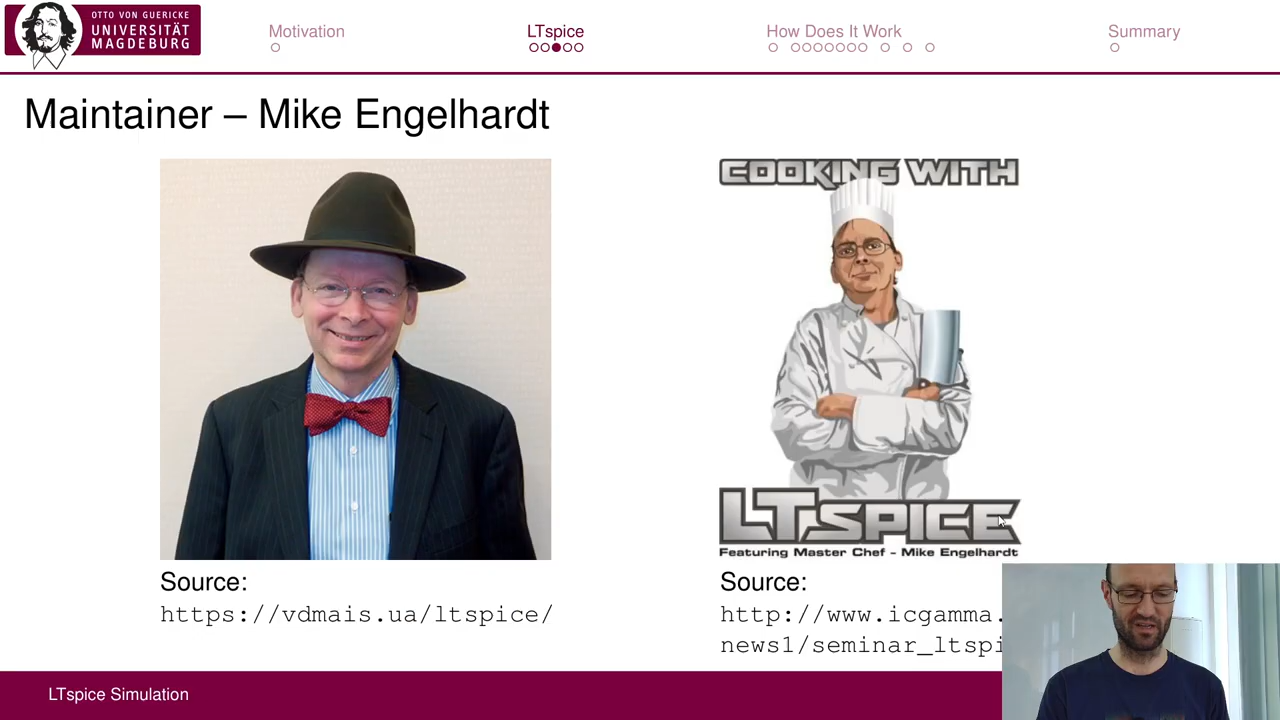 OTTO VON GUERICKE
UNIVERSITÄT
MAGDEBURG
Motivation
LTspice
How Does It Work
Summary
Maintainer – Mike Engelhardt
COOKING WITH
LTSPICE
Featuring Master Chef - Mike Engelhardt
Source:
https://vdmais.ua/ltspice/
Source:
http://www.icgamma.
news1/seminar_ltspi
LTspice Simulation